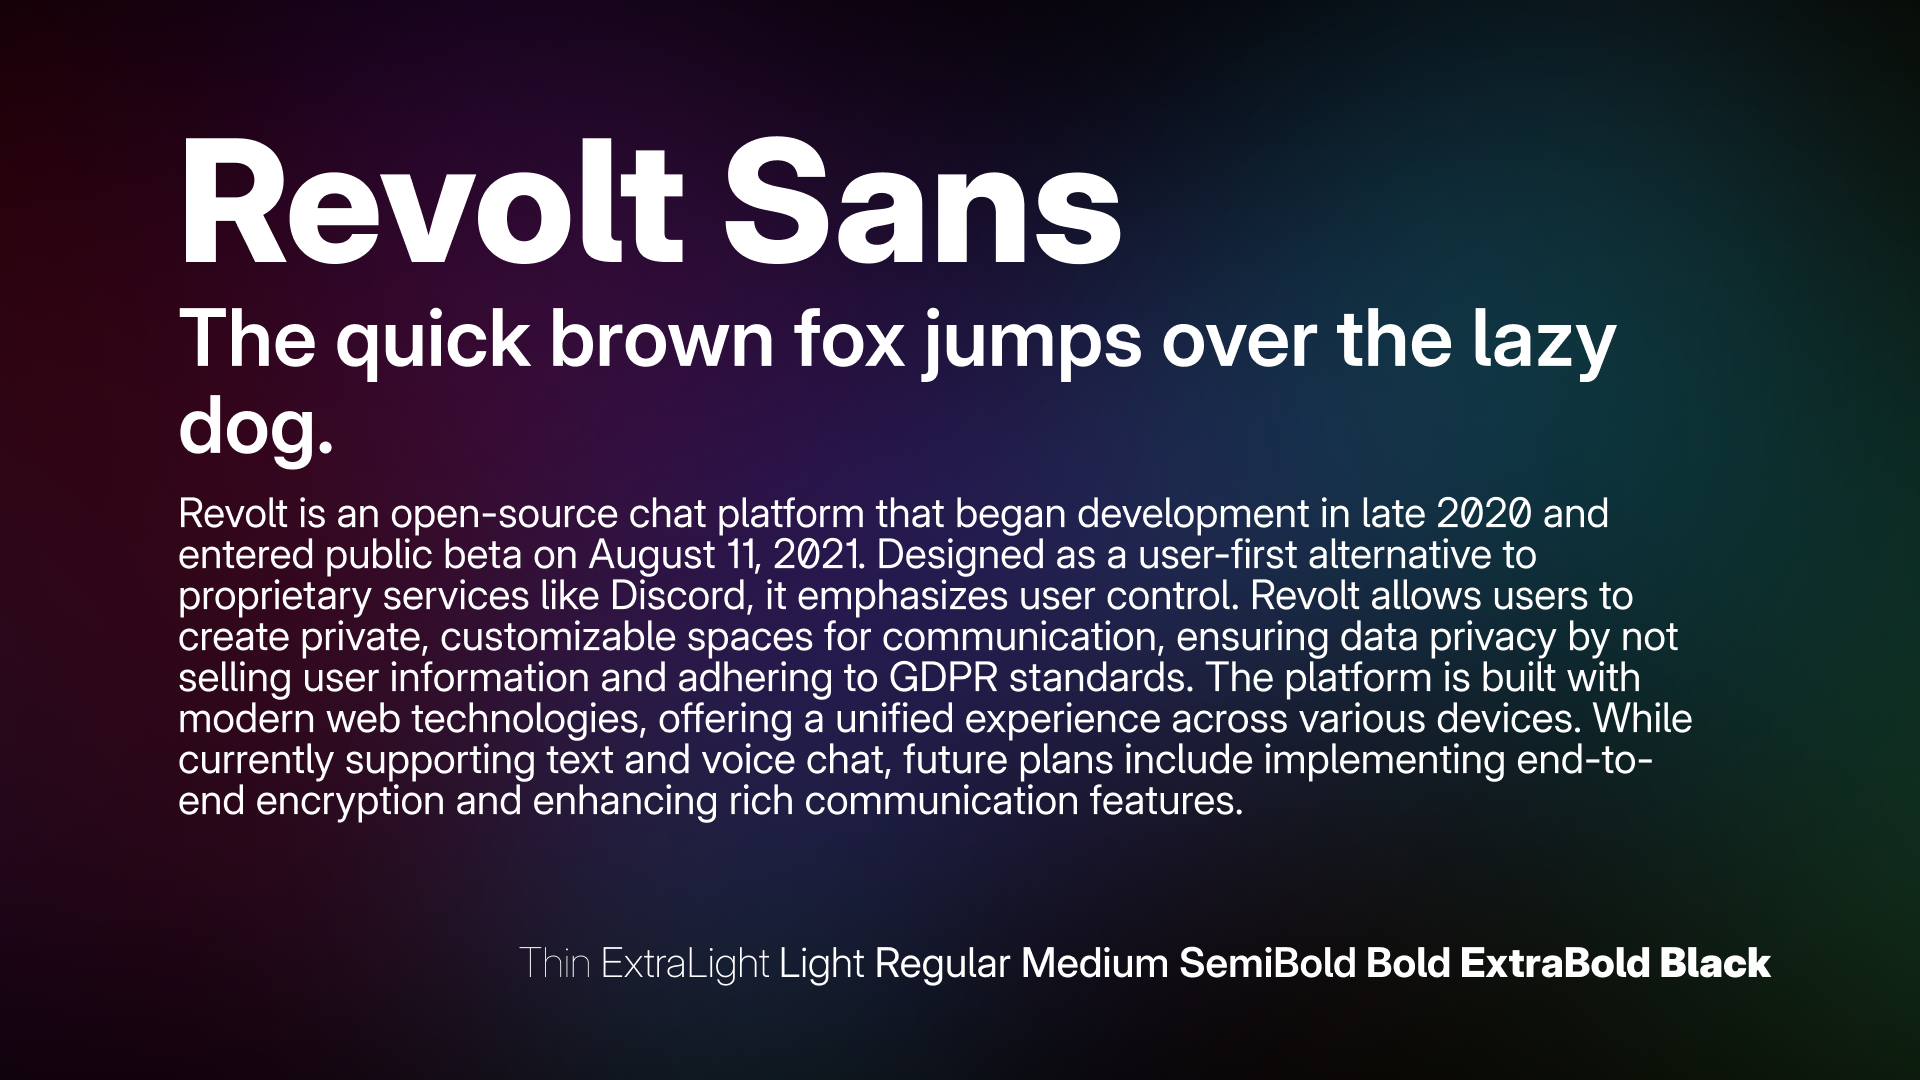 Revolt Sans
The quick brown fox jumps over the lazy
dog.
Revolt is an open-source chat platform that began development in late 2020 and
entered public beta on August 11, 2021. Designed as a user-first alternative to
proprietary services like Discord, it emphasizes user control. Revolt allows users to
create private, customizable spaces for communication, ensuring data privacy by not
selling user information and adhering to GDPR standards. The platform is built with
modern web technologies, offering a unified experience across various devices. While
currently supporting text and voice chat, future plans include implementing end-to-
end encryption and enhancing rich communication features.
Thin ExtraLight Light Regular Medium SemiBold Bold ExtraBold Black